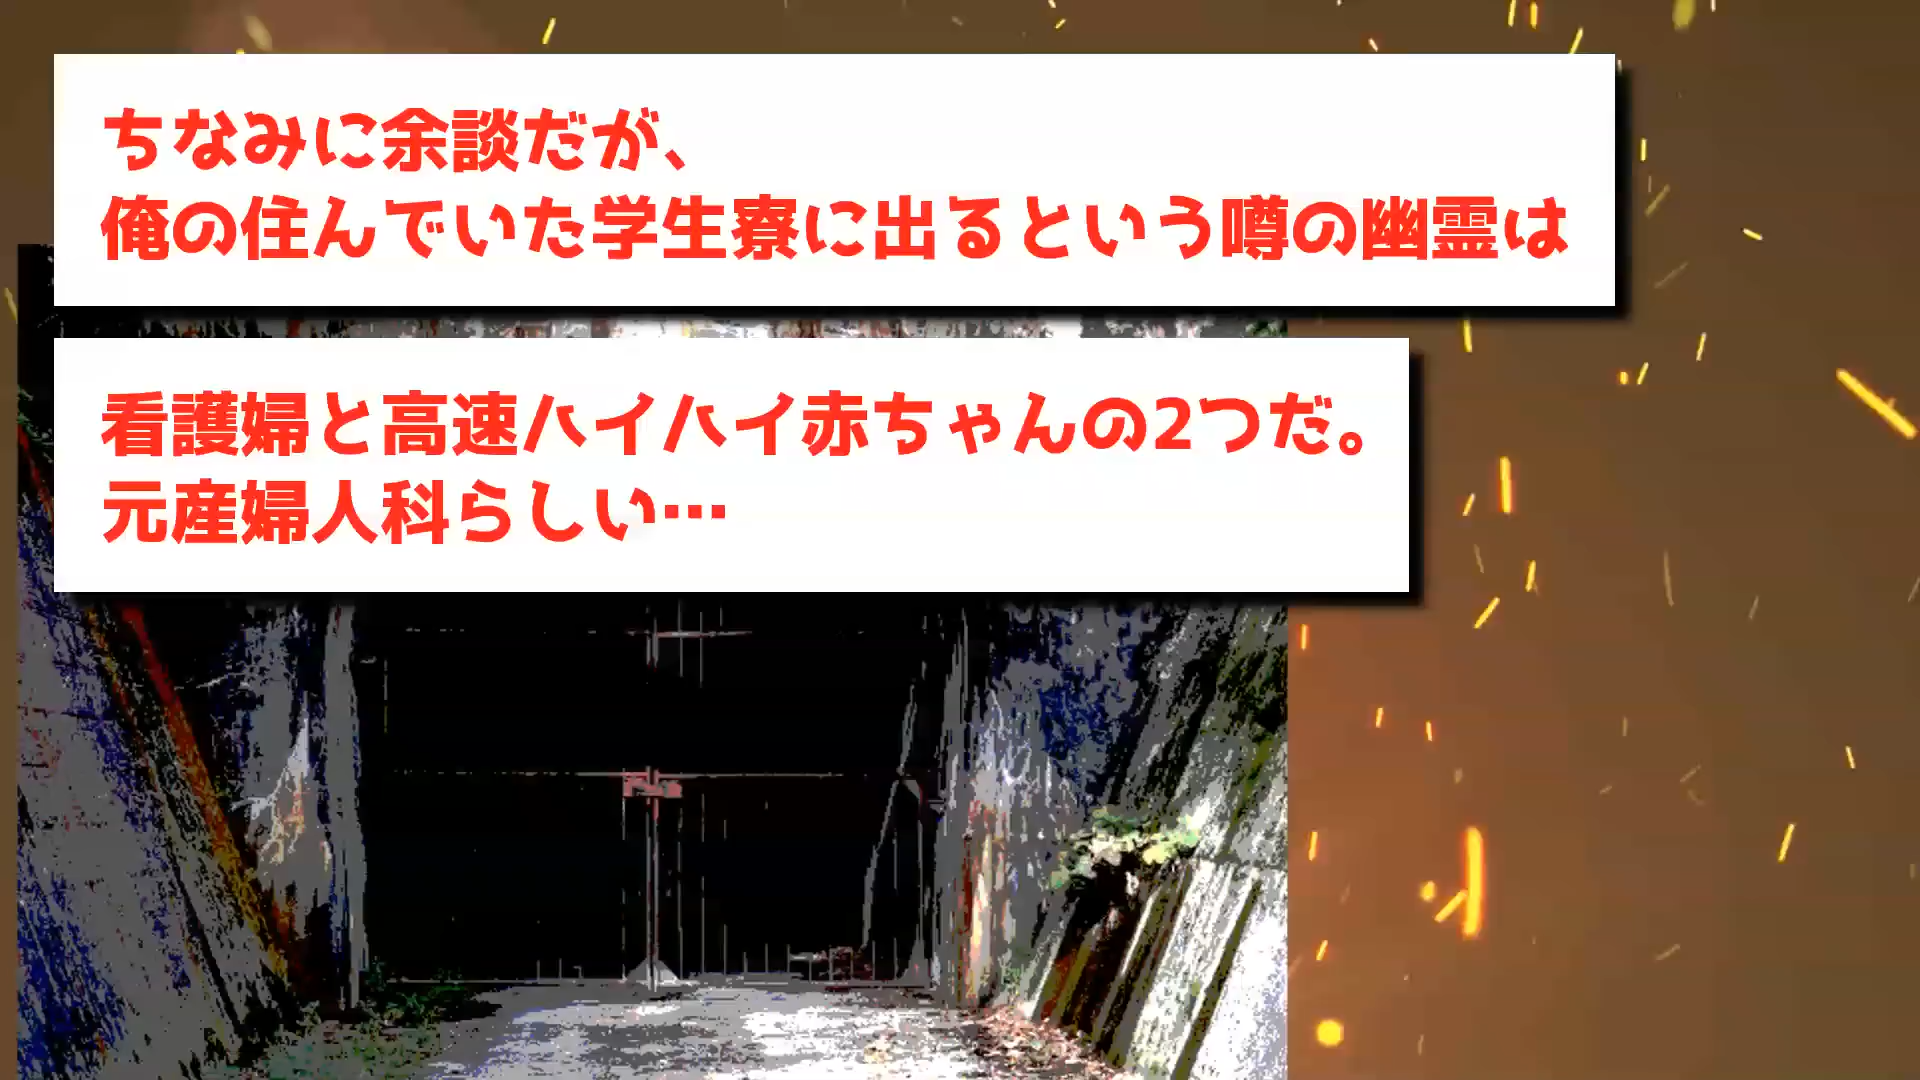 ちなみに余談だが、
俺の住んでいた学生寮に出るという噂の幽霊は
看護婦と高速ハイハイ赤ちゃんの2つだ。
元産婦人科らしい…